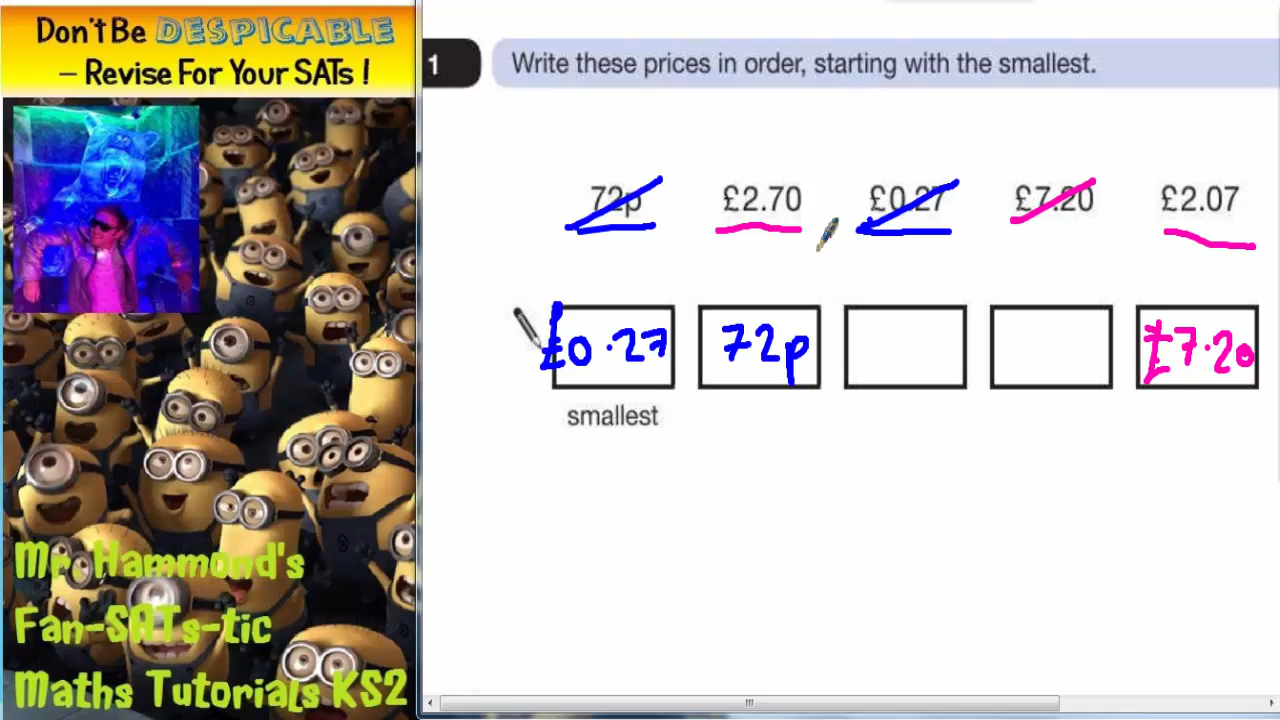 Don't Be DESPICABLE
– Revise For Your SATs !
1 Write these prices in order, starting with the smallest.
72p £2.70 £0.27 £7.20 £2.07
£0.27 72p £7.20
smallest
Mr. Hammond's
Fan-SATs-tic
Maths Tutorials KS2